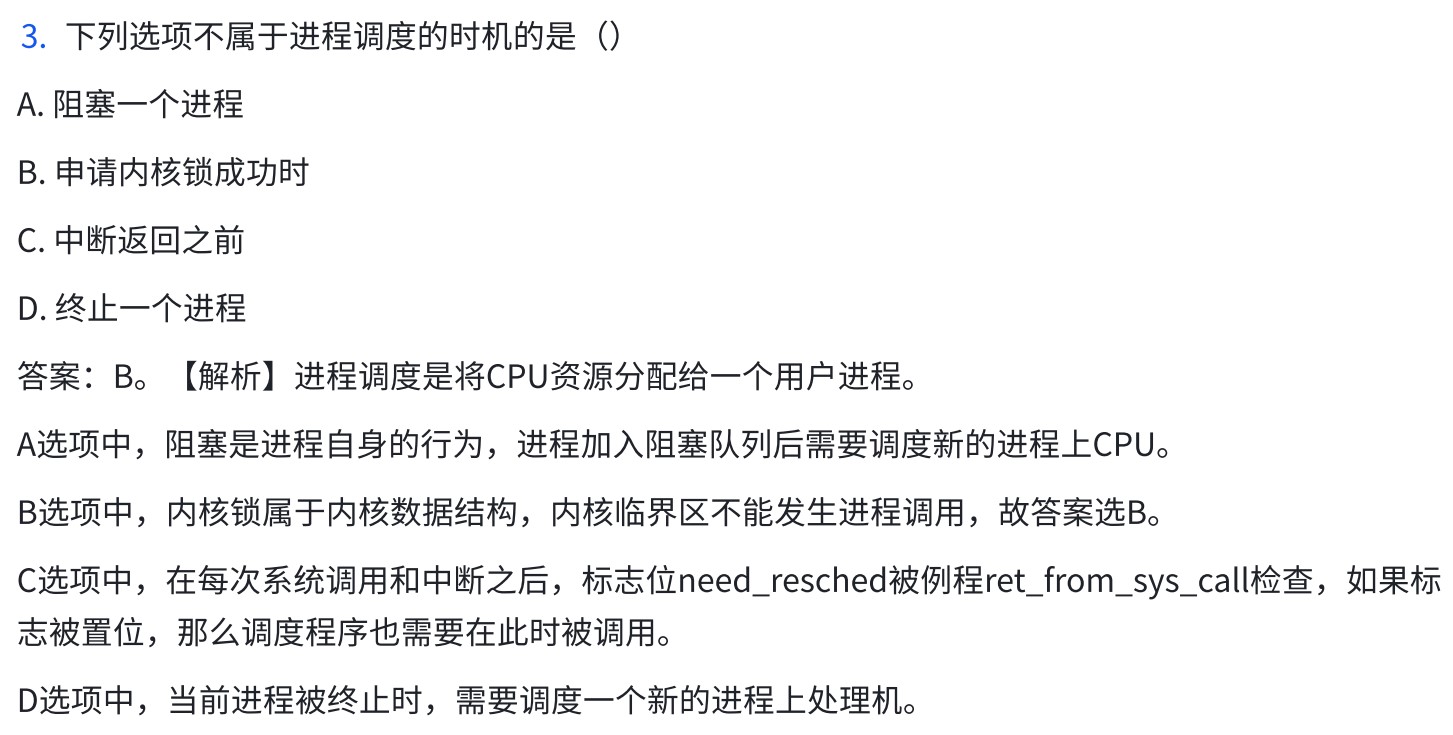 3. 下列选项不属于进程调度的时机的是（）
A. 阻塞一个进程
B. 申请内核锁成功时
C. 中断返回之前
D. 终止一个进程
答案：B。【解析】进程调度是将CPU资源分配给一个用户进程。
A选项中，阻塞是进程自身的行为，进程加入阻塞队列后需要调度新的进程上CPU。
B选项中，内核锁属于内核数据结构，内核临界区不能发生进程调用，故答案选B。
C选项中，在每次系统调用和中断之后，标志位need_resched被例程ret_from_sys_call检查，如果标
志被置位，那么调度程序也需要在此时被调用。
D选项中，当前进程被终止时，需要调度一个新的进程上处理机。